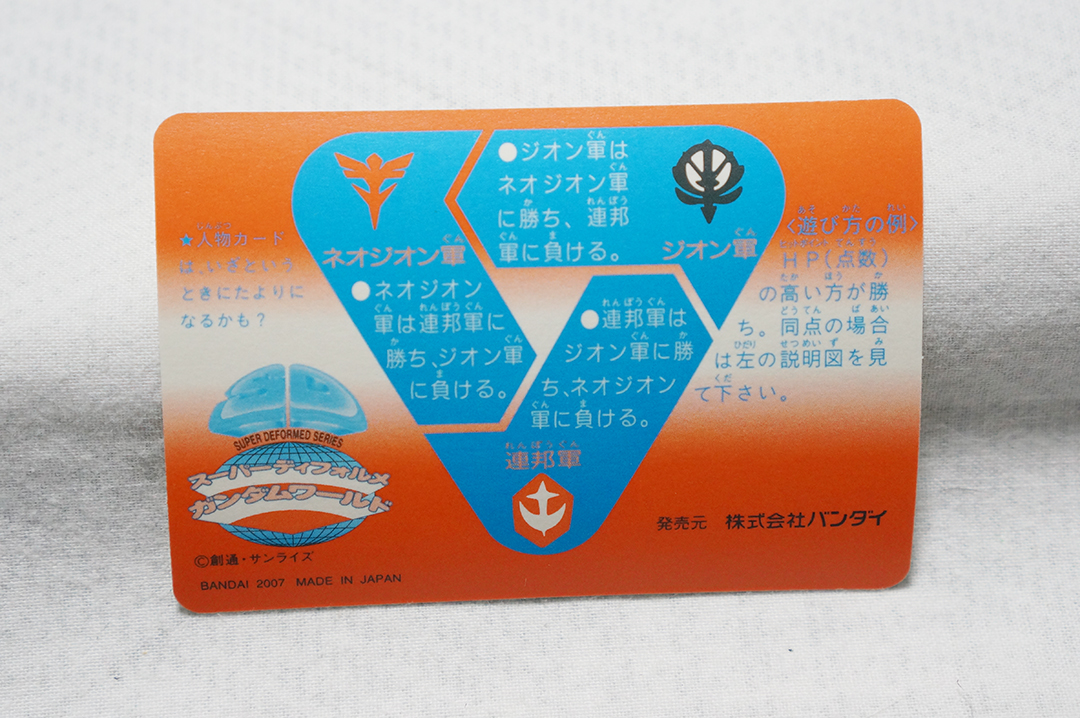 ★人物カード
は、いざという
ときにたよりに
なるかも？
ネオジオン軍
●ネオジオン
軍は連邦軍に
勝ち、ジオン軍
に負ける。
●ジオン軍は
ネオジオン軍
に勝ち、連邦
軍に負ける。
ジオン軍
●連邦軍は
ジオン軍に勝
ち、ネオジオン
軍に負ける。
連邦軍
〈遊び方の例〉
HP(点数)
の高い方が勝
ち。同点の場合
は左の説明図を見
て下さい。
SUPER DEFORMED SERIES
スーパーディフォルメ
ガンダムワールド
©創通・サンライズ
BANDAI 2007 MADE IN JAPAN
発売元 株式会社バンダイ